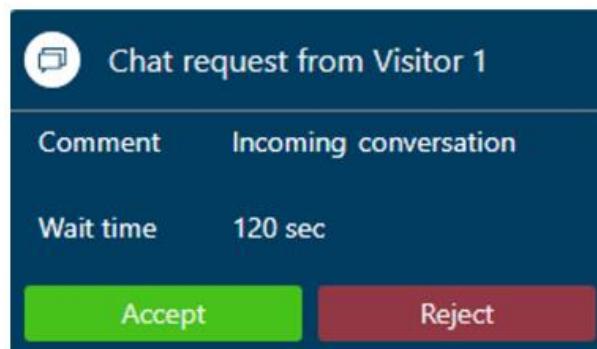 Chat request from Visitor 1
Comment Incoming conversation
Wait time 120 sec
Accept Reject